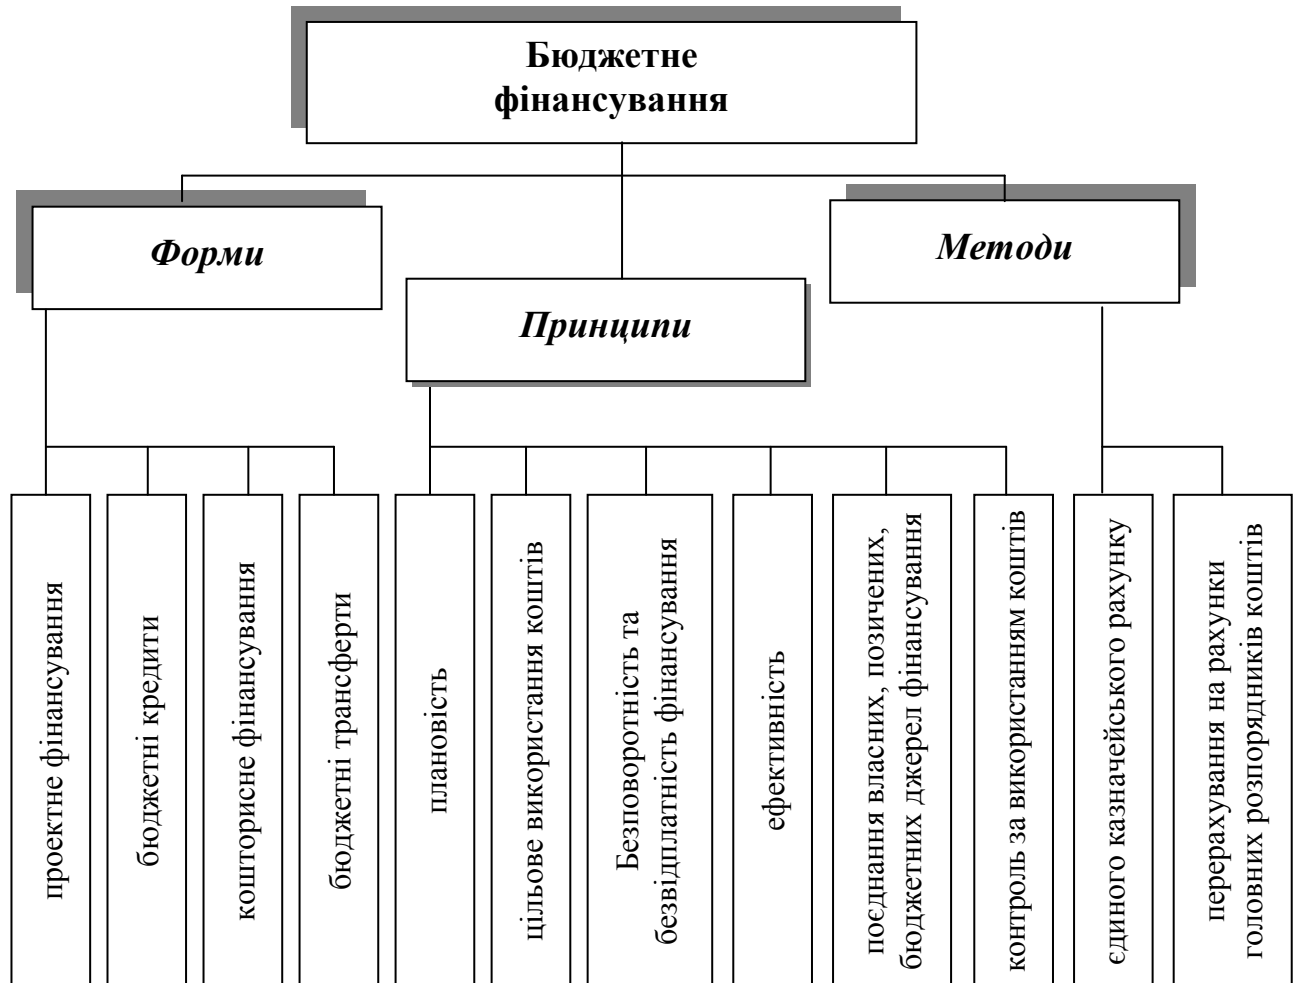 Бюджетне
фінансування
Форми
Методи
Принципи
проектне фінансування
бюджетні кредити
кошторисне фінансування
бюджетні трансферти
плановість
цільове використання коштів
Безповоротність та
безвідплатність фінансування
ефективність
поєднання власних, позичених,
бюджетних джерел фінансування
контроль за використанням коштів
єдиного казначейського рахунку
перерахування на рахунки
головних розпорядників коштів